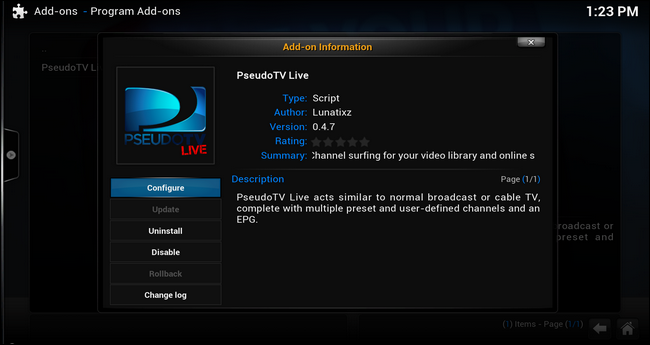 Add-ons - Program Add-ons
1:23 PM
..
PseudoTV Li
Add-on Information
PSEUDOTV
LIVE
PseudoTV Live
Type: Script
Author: Lunatixz
Version: 0.4.7
Rating:
Summary: Channel surfing for your video library and online s
Configure
Update
Uninstall
Disable
Rollback
Change log
Description
Page (1/1)
PseudoTV Live acts similar to normal broadcast or cable TV,
complete with multiple preset and user-defined channels and an
EPG.
roadcast or
preset and
(1) Items - Page (1/1)